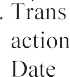 . Trans
action
Date